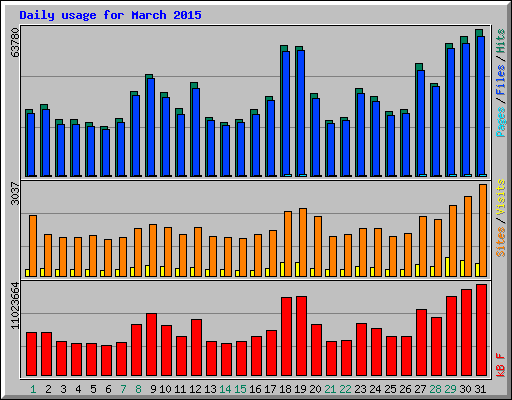 Daily usage for March 2015
63780
Pages / Files / Hits
3037
Sites / Visits
11023664
kB F
1 2 3 4 5 6 7 8 9 10 11 12 13 14 15 16 17 18 19 20 21 22 23 24 25 26 27 28 29 30 31